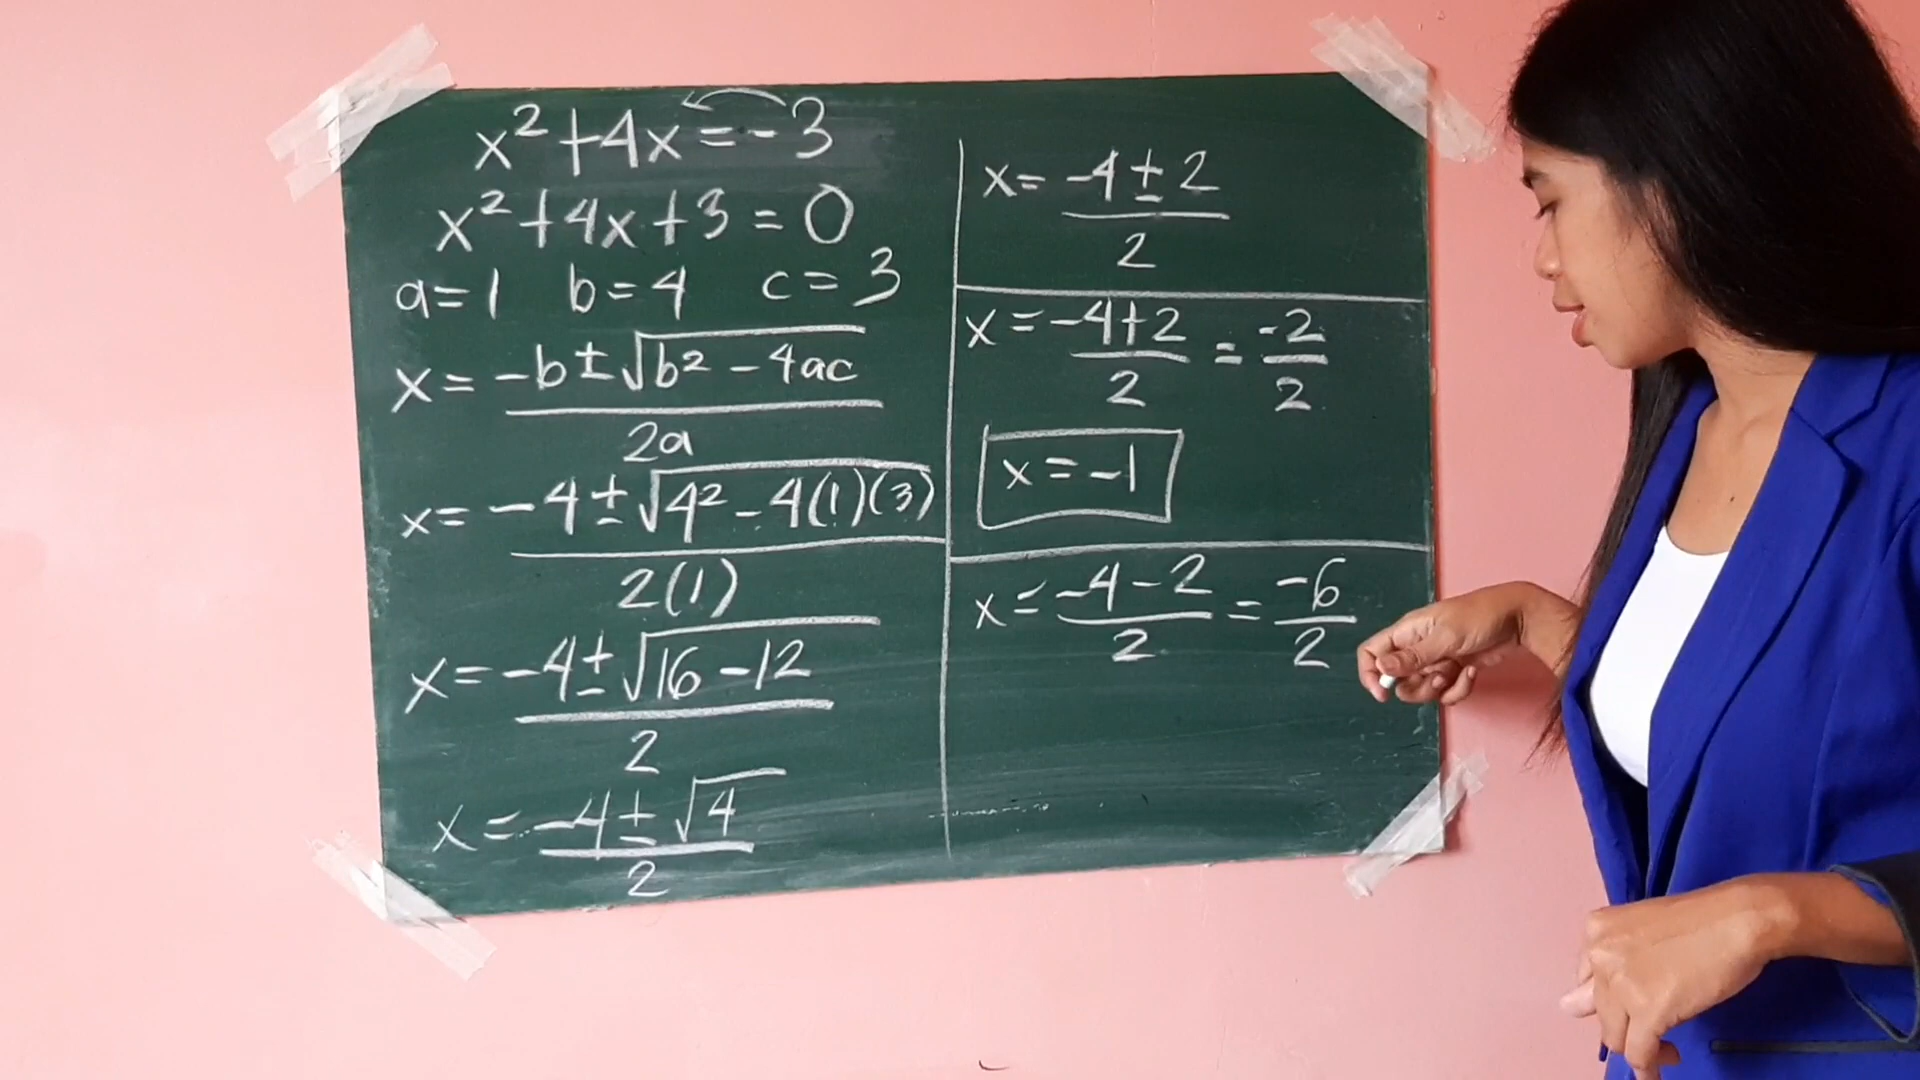 x² + 4x = -3
x² + 4x + 3 = 0
a = 1 b = 4 c = 3
x = -b ± √b² - 4ac
2a
x = -4 ± √4² - 4(1)(3)
2(1)
x = -4 ± √16 - 12
2
x = -4 ± √4
2
x = -4 ± 2
2
x = -4 + 2 = -2
2 2
x = -1
x = -4 - 2 = -6
2 2